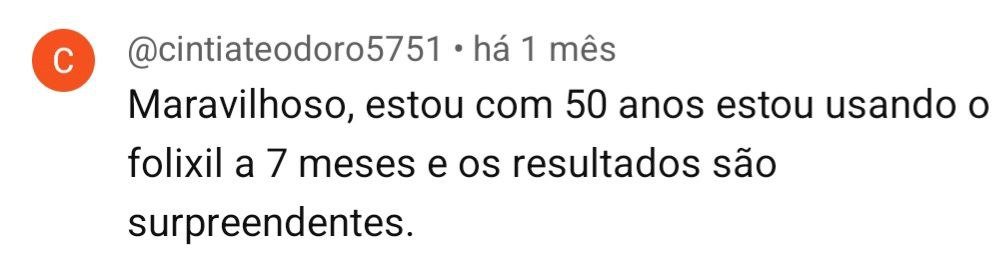 C
@cintiateodoro5751 • há 1 mês
Maravilhoso, estou com 50 anos estou usando o
folixil a 7 meses e os resultados são
surpreendentes.